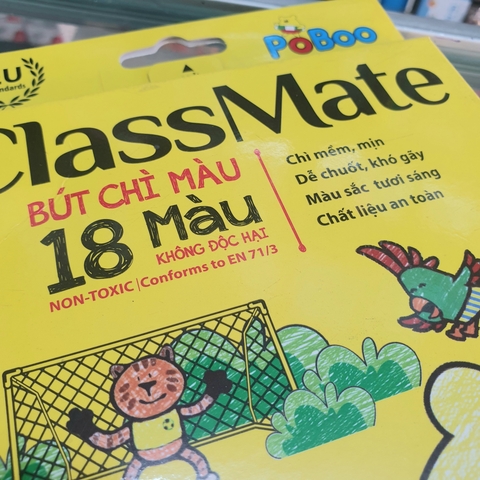 PoBoo
ClassMate
BÚT CHÌ MÀU
18 Màu
KHÔNG ĐỘC HẠI
NON-TOXIC | Conforms to EN 71/3
Chì mềm, mịn
Dễ chuốt, khó gãy
Màu sắc tươi sáng
Chất liệu an toàn